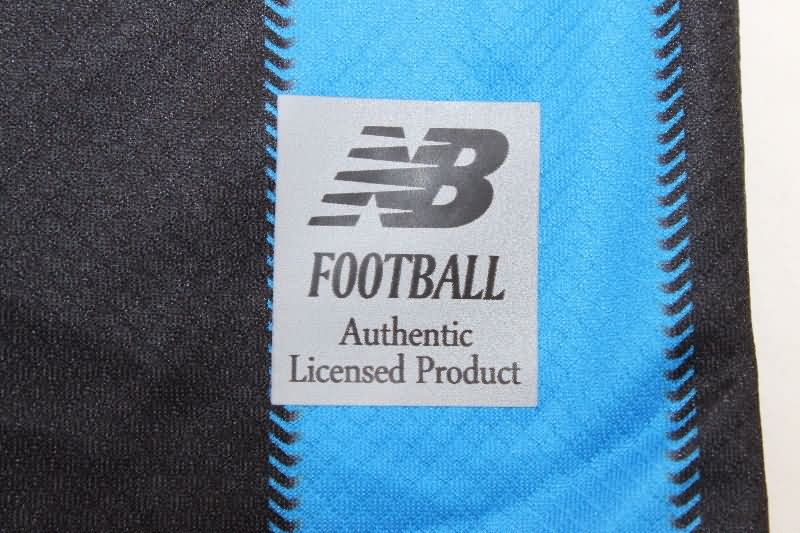 NB
FOOTBALL
Authentic
Licensed Product